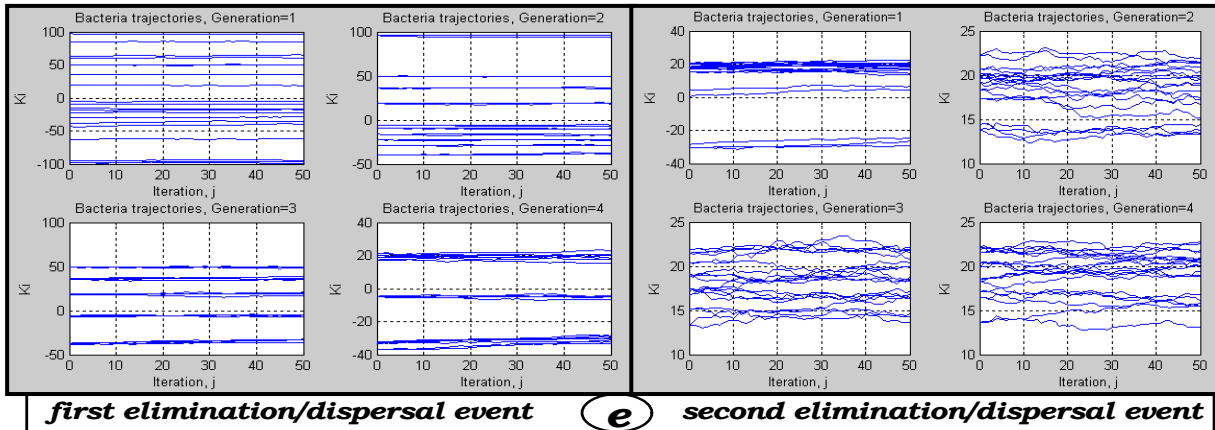 Bacteria trajectories, Generation=1
100
50
0
-50
-100
Ki
0 10 20 30 40 50
Iteration, j
Bacteria trajectories, Generation=2
100
50
0
-50
Ki
0 10 20 30 40 50
Iteration, j
Bacteria trajectories, Generation=3
100
50
0
-50
Ki
0 10 20 30 40 50
Iteration, j
Bacteria trajectories, Generation=4
40
20
0
-20
-40
Ki
0 10 20 30 40 50
Iteration, j
Bacteria trajectories, Generation=1
40
20
0
-20
-40
Ki
0 10 20 30 40 50
Iteration, j
Bacteria trajectories, Generation=2
25
20
15
10
Ki
0 10 20 30 40 50
Iteration, j
Bacteria trajectories, Generation=3
25
20
15
10
Ki
0 10 20 30 40 50
Iteration, j
Bacteria trajectories, Generation=4
25
20
15
10
Ki
0 10 20 30 40 50
Iteration, j
first elimination/dispersal event
e
second elimination/dispersal event